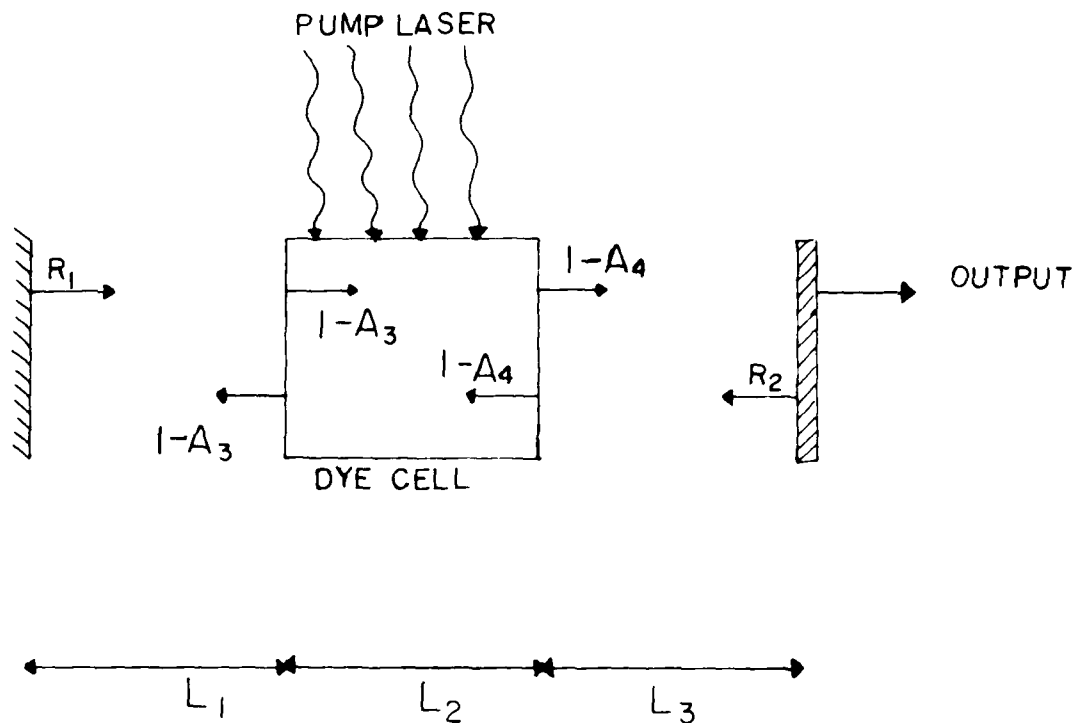 PUMP LASER
R₁
1-A₃
1-A₄
OUTPUT
1-A₃
1-A₄
R₂
DYE CELL
L₁
L₂
L₃